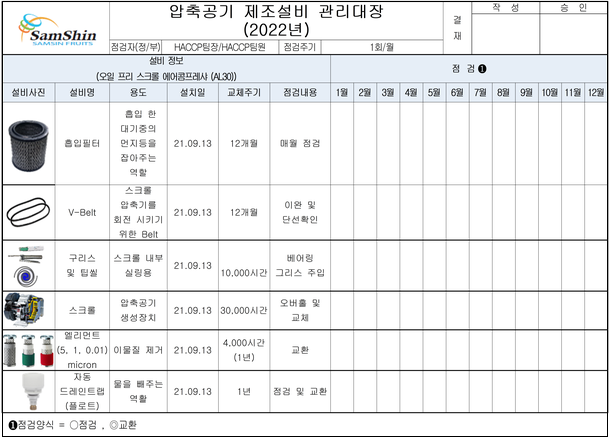 SamShin
SAMSIN FRUITS
압축공기 제조설비 관리대장
(2022년)
결
재
작 성
승 인
점검자(정/부)
HACCP팀장/HACCP팀원
점검주기
1회/월
설비 정보
(오일 프리 스크롤 에어콤프레샤 (AL30))
점 검❶
설비사진 설비명 용도 설치일 교체주기 점검내용 1월 2월 3월 4월 5월 6월 7월 8월 9월 10월 11월 12월
흡입필터
흡입 한
대기중의
먼지등을
잡아주는
역할
21.09.13
12개월
매월 점검
V-Belt
스크롤
압축기를
회전 시키기
위한 Belt
21.09.13
12개월
이완 및
단선확인
구리스
및 팁씰
스크롤 내부
실링용
21.09.13
10,000시간
베어링
그리스 주입
스크롤
압축공기
생성장치
21.09.13
30,000시간
오버홀 및
교체
엘리먼트
(5, 1, 0.01)
micron
이물질 제거
21.09.13
4,000시간
(1년)
교환
자동
드레인트랩
(플로트)
물을 배주는
역할
21.09.13
1년
점검 및 교환
❶점검양식 = ○점검 , ◎교환